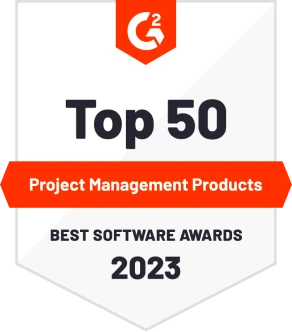 G2
Top 50
Project Management Products
BEST SOFTWARE AWARDS
2023